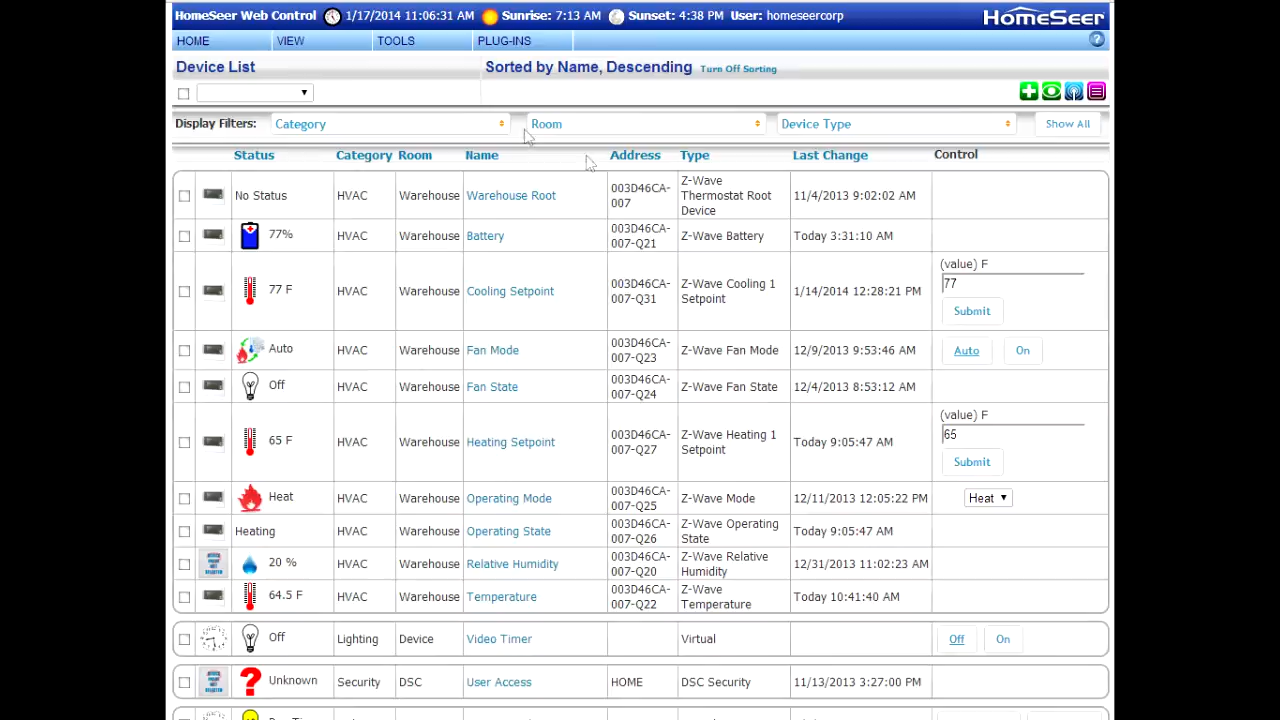 HomeSeer Web Control 1/17/2014 11:06:31 AM Sunrise: 7:13 AM Sunset: 4:38 PM User: homeseercorp HomeSeer
HOME VIEW TOOLS PLUG-INS ?
Device List Sorted by Name, Descending Turn Off Sorting
Display Filters: Category Room Device Type Show All
Status Category Room Name Address Type Last Change Control
No Status HVAC Warehouse Warehouse Root 003D46CA-
007 Z-Wave
Thermostat Root
Device 11/4/2013 9:02:02 AM
77% HVAC Warehouse Battery 003D46CA-
007-Q21 Z-Wave Battery Today 3:31:10 AM
77 F HVAC Warehouse Cooling Setpoint 003D46CA-
007-Q31 Z-Wave Cooling 1
Setpoint 1/14/2014 12:28:21 PM (value) F
77
Submit
Auto HVAC Warehouse Fan Mode 003D46CA-
007-Q23 Z-Wave Fan Mode 12/9/2013 9:53:46 AM Auto On
Off HVAC Warehouse Fan State 003D46CA-
007-Q24 Z-Wave Fan State 12/4/2013 8:53:12 AM
65 F HVAC Warehouse Heating Setpoint 003D46CA-
007-Q27 Z-Wave Heating 1
Setpoint Today 9:05:47 AM (value) F
65
Submit
Heat HVAC Warehouse Operating Mode 003D46CA-
007-Q25 Z-Wave Mode 12/11/2013 12:05:22 PM Heat
Heating HVAC Warehouse Operating State 003D46CA-
007-Q26 Z-Wave Operating
State Today 9:05:47 AM
20 % HVAC Warehouse Relative Humidity 003D46CA-
007-Q20 Z-Wave Relative
Humidity 12/31/2013 11:02:23 AM
64.5 F HVAC Warehouse Temperature 003D46CA-
007-Q22 Z-Wave
Temperature Today 10:41:40 AM
Off Lighting Device Video Timer Virtual Off On
? Unknown Security DSC User Access HOME DSC Security 11/13/2013 3:27:00 PM